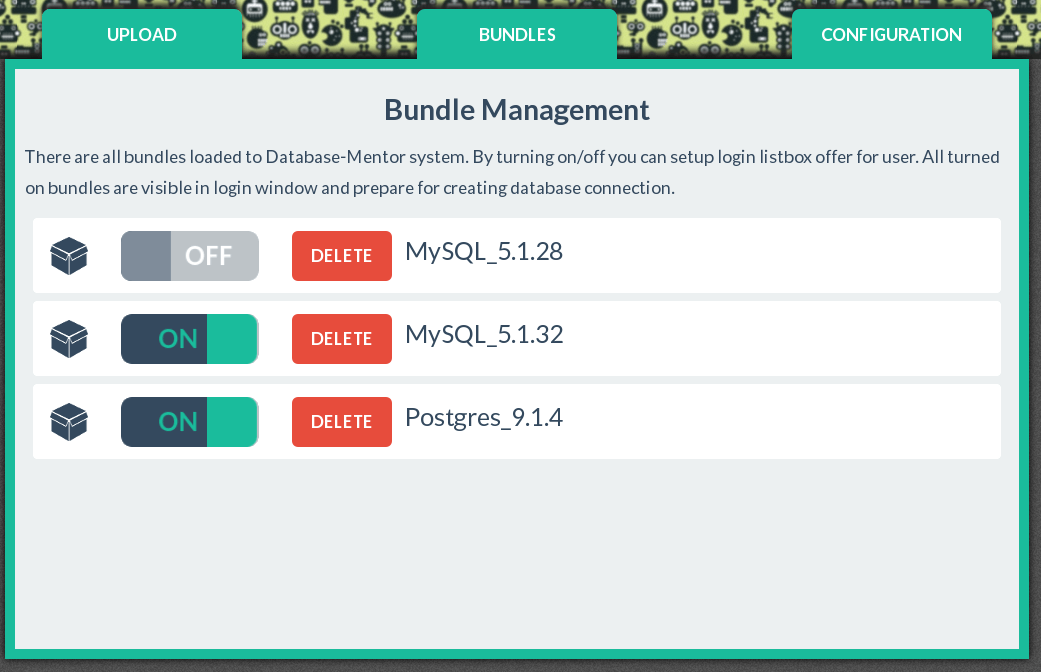 UPLOAD
BUNDLES
CONFIGURATION
Bundle Management
There are all bundles loaded to Database-Mentor system. By turning on/off you can setup login listbox offer for user. All turned
on bundles are visible in login window and prepare for creating database connection.
OFF DELETE MySQL_5.1.28
ON DELETE MySQL_5.1.32
ON DELETE Postgres_9.1.4